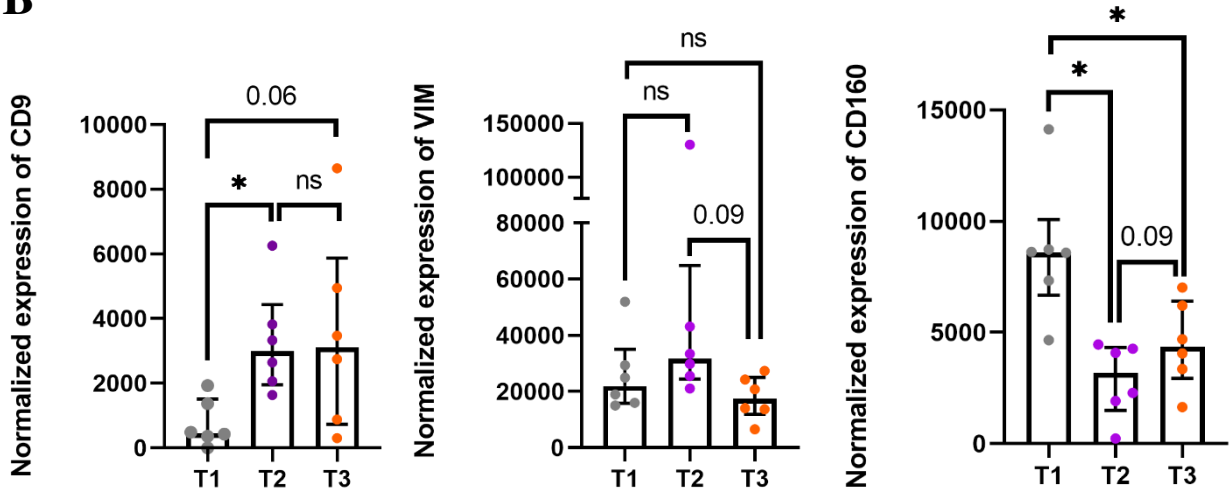 B
Normalized expression of CD9
10000
8000
6000
4000
2000
0
0.06
*
ns
T1 T2 T3
Normalized expression of VIM
150000
100000
80000
60000
40000
20000
0
ns
ns
0.09
T1 T2 T3
Normalized expression of CD160
15000
10000
5000
0
*
*
0.09
T1 T2 T3